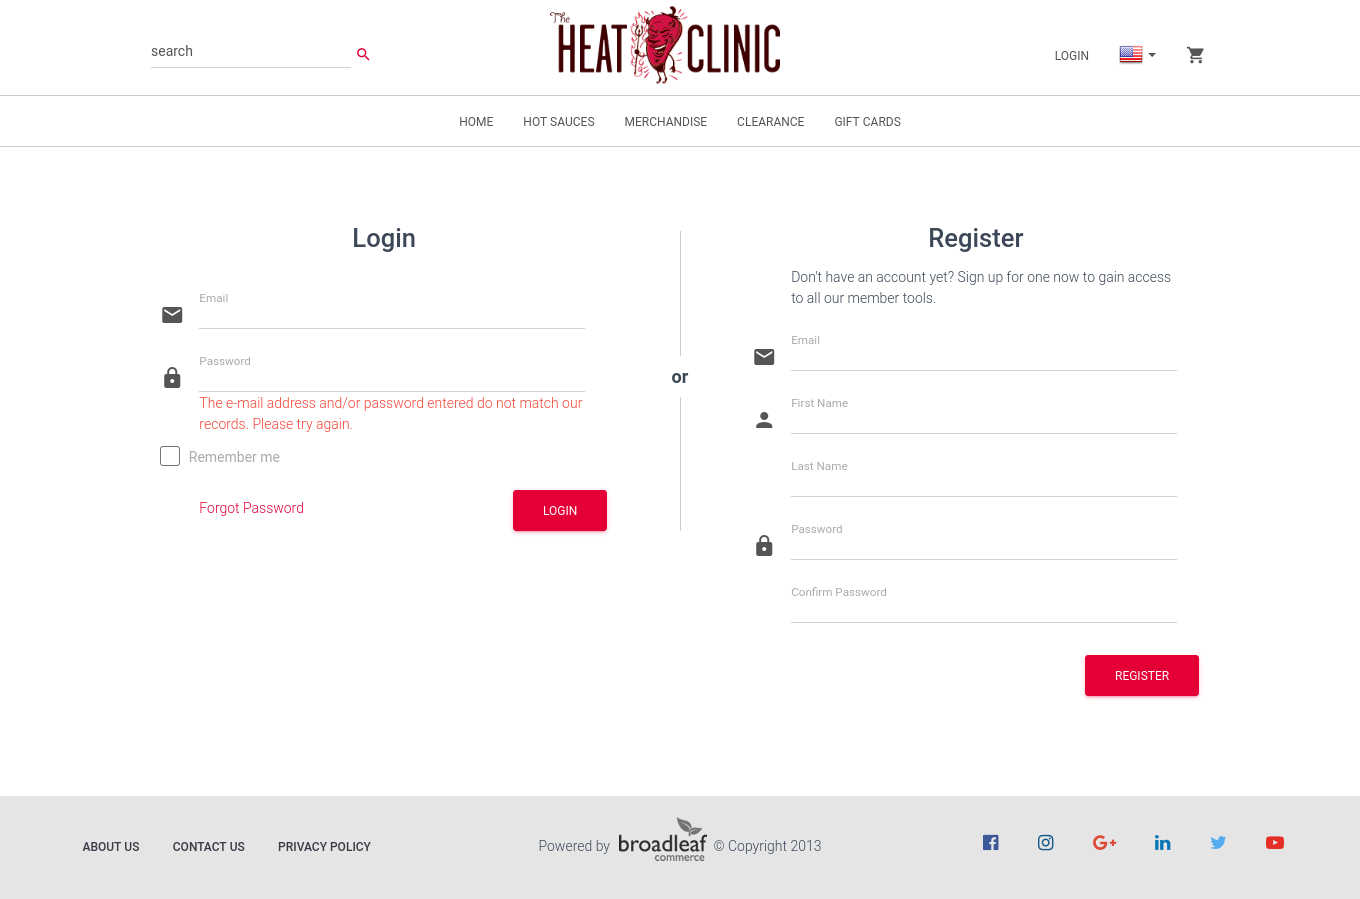 search
The
HEAT CLINIC
LOGIN
HOME HOT SAUCES MERCHANDISE CLEARANCE GIFT CARDS
Login
Email
Password
The e-mail address and/or password entered do not match our
records. Please try again.
Remember me
Forgot Password
LOGIN
or
Register
Don't have an account yet? Sign up for one now to gain access
to all our member tools.
Email
First Name
Last Name
Password
Confirm Password
REGISTER
ABOUT US CONTACT US PRIVACY POLICY
Powered by broadleaf commerce © Copyright 2013